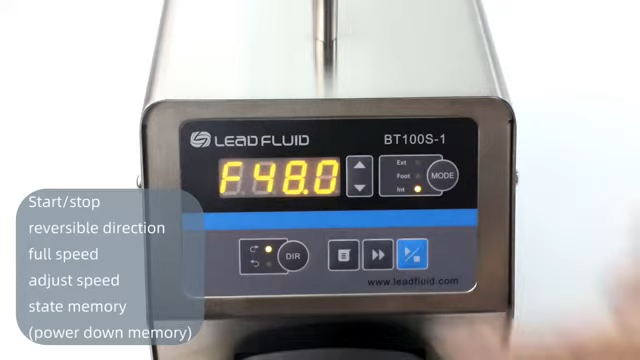 LEAD FLUID
BT100S-1
F48.0
Ext
Foot
Int
MODE
DIR
www.leadfluid.com
Start/stop
reversible direction
full speed
adjust speed
state memory
(power down memory)